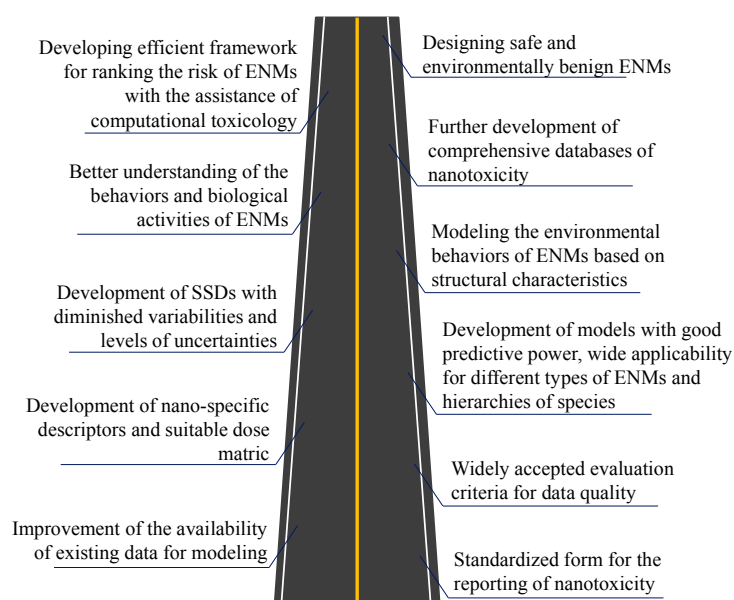 Developing efficient framework
for ranking the risk of ENMs
with the assistance of
computational toxicology
Better understanding of the
behaviors and biological
activities of ENMs
Development of SSDs with
diminished variabilities and
levels of uncertainties
Development of nano-specific
descriptors and suitable dose
matric
Improvement of the availability
of existing data for modeling
Designing safe and
environmentally benign ENMs
Further development of
comprehensive databases of
nanotoxicity
Modeling the environmental
behaviors of ENMs based on
structural characteristics
Development of models with good
predictive power, wide applicability
for different types of ENMs and
hierarchies of species
Widely accepted evaluation
criteria for data quality
Standardized form for the
reporting of nanotoxicity